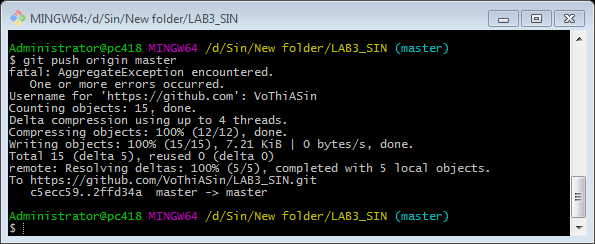 MINGW64:/d/Sin/New folder/LAB3_SIN
Administrator@pc418 MINGW64 /d/Sin/New folder/LAB3_SIN (master)
$ git push origin master
fatal: AggregateException encountered.
   One or more errors occurred.
Username for 'https://github.com': VoThiASin
Counting objects: 15, done.
Delta compression using up to 4 threads.
Compressing objects: 100% (12/12), done.
Writing objects: 100% (15/15), 7.21 KiB | 0 bytes/s, done.
Total 15 (delta 5), reused 0 (delta 0)
remote: Resolving deltas: 100% (5/5), completed with 5 local objects.
To https://github.com/VoThiASin/LAB3_SIN.git
   c5ecc59..2ffd34a  master -> master
Administrator@pc418 MINGW64 /d/Sin/New folder/LAB3_SIN (master)
$